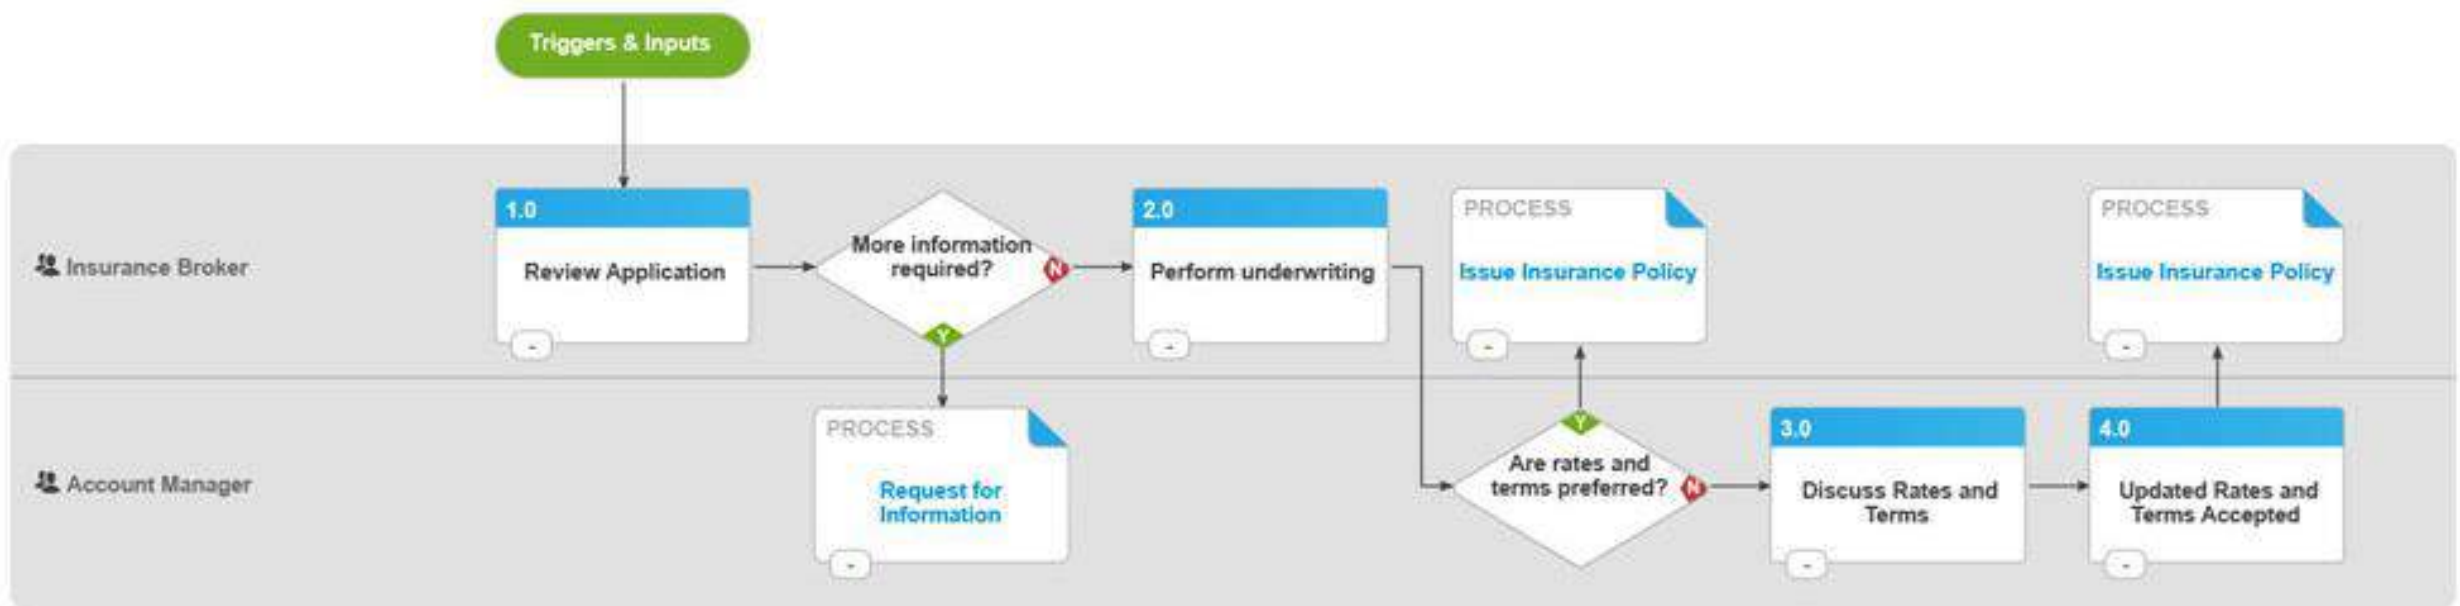 Triggers & Inputs
Insurance Broker
1.0
Review Application
-
More information
required?
N
Y
2.0
Perform underwriting
-
PROCESS
Issue Insurance Policy
-
PROCESS
Issue Insurance Policy
-
Account Manager
PROCESS
Request for
Information
-
Y
Are rates and
terms preferred?
N
3.0
Discuss Rates and
Terms
-
4.0
Updated Rates and
Terms Accepted
-